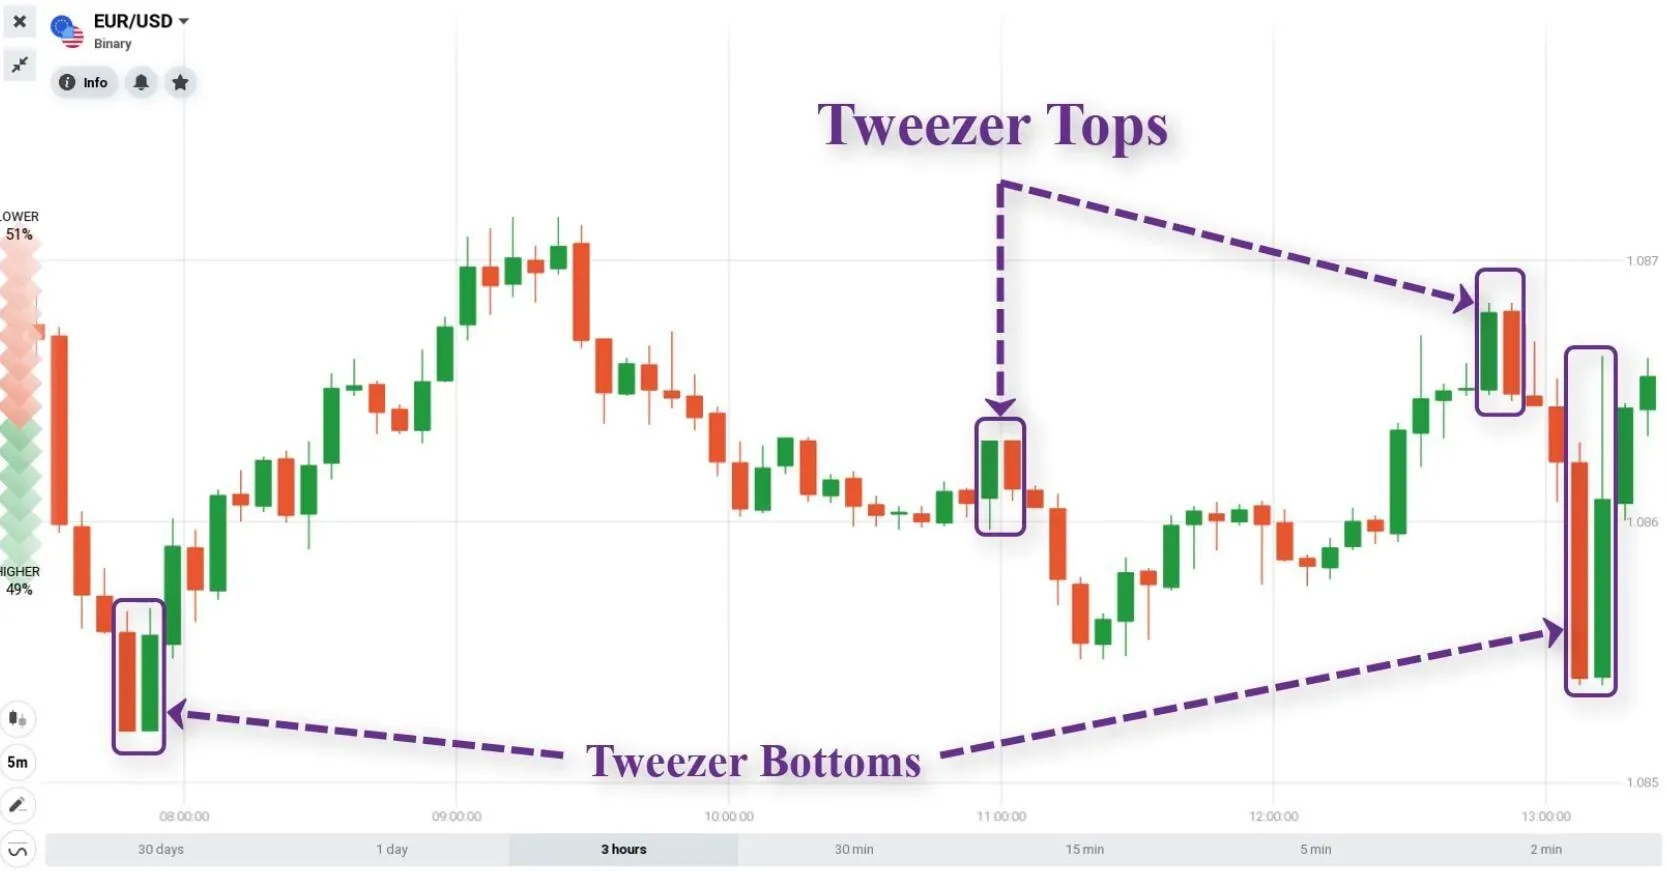 EUR/USD
Binary
Info
Tweezer Tops
LOWER
51%
1.087
1.086
HIGHER
49%
Tweezer Bottoms
5m
1.085
08:00:00 09:00:00 10:00:00 11:00:00 12:00:00 13:00:00
30 days 1 day 3 hours 30 min 15 min 5 min 2 min